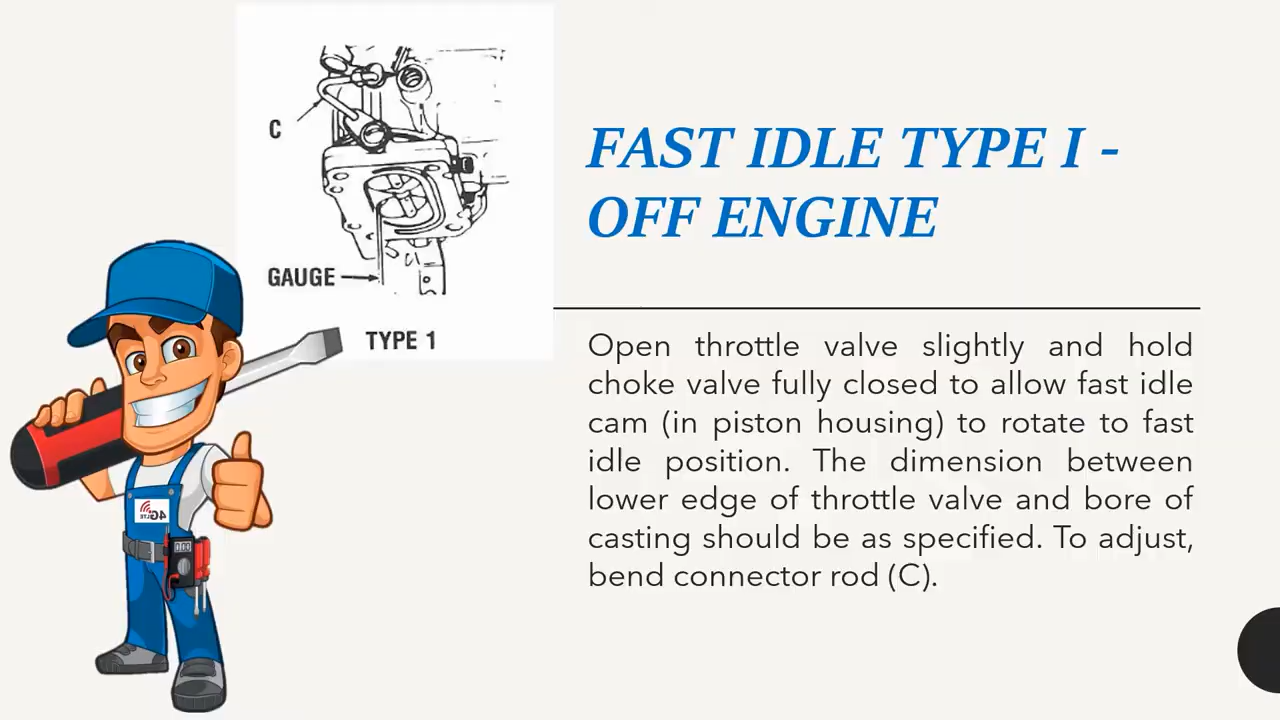 C
GAUGE
TYPE 1
FAST IDLE TYPE I -
OFF ENGINE
Open throttle valve slightly and hold
choke valve fully closed to allow fast idle
cam (in piston housing) to rotate to fast
idle position. The dimension between
lower edge of throttle valve and bore of
casting should be as specified. To adjust,
bend connector rod (C).